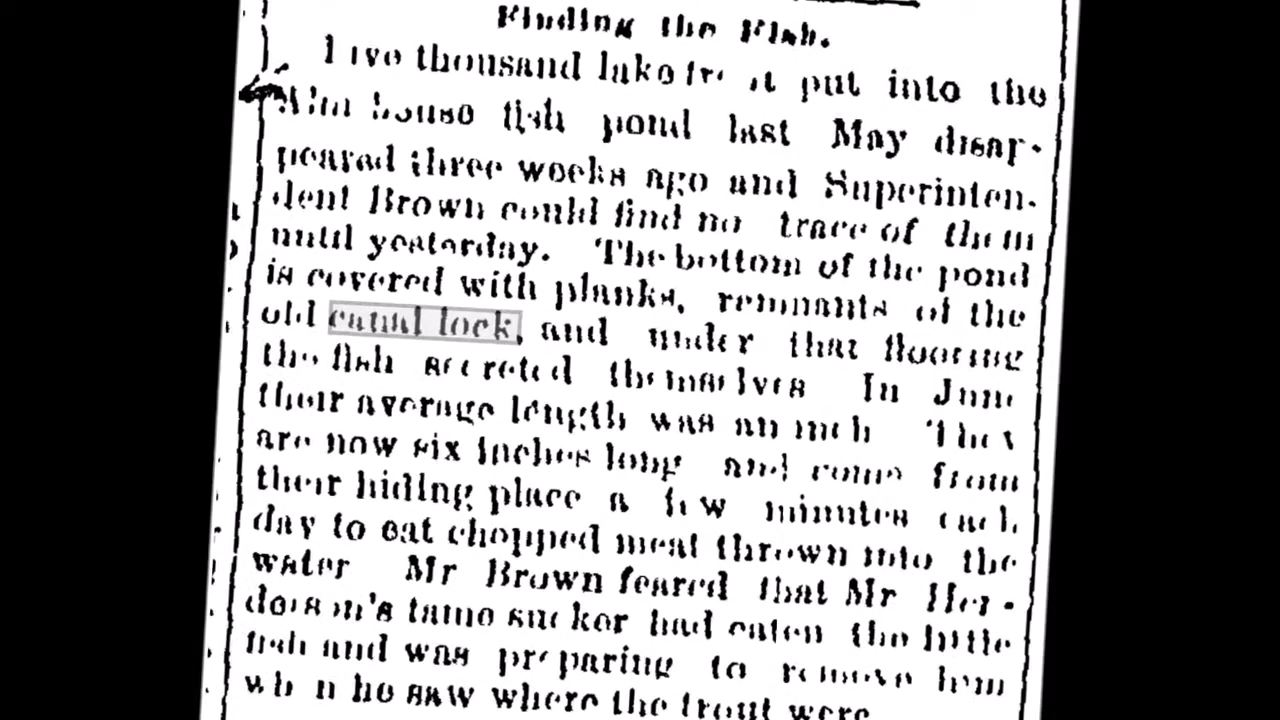 Finding the Fish.
Five thousand lake put into the
house fish pond last May disap-
peared three weeks ago and Superinten-
dent Brown could find no trace of them
until yesterday. The bottom of the pond
is covered with planks, remnants of the
old canal lock, and under that flooring
the fish secreted themselves In June
their average length was an inch They
are now six inches long and come from
their hiding place a few minutes each
day to eat chopped meat thrown into the
water Mr Brown feared that Mr
tame sucker had eaten the little
fish and was preparing to remove him
when he saw where the trout were